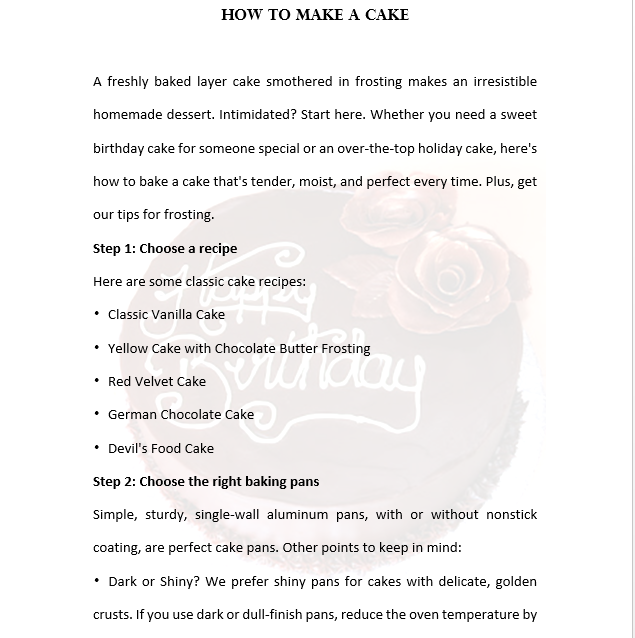 HOW TO MAKE A CAKE
A freshly baked layer cake smothered in frosting makes an irresistible
homemade dessert. Intimidated? Start here. Whether you need a sweet
birthday cake for someone special or an over-the-top holiday cake, here's
how to bake a cake that's tender, moist, and perfect every time. Plus, get
our tips for frosting.
Step 1: Choose a recipe
Here are some classic cake recipes:
• Classic Vanilla Cake
• Yellow Cake with Chocolate Butter Frosting
• Red Velvet Cake
• German Chocolate Cake
• Devil's Food Cake
Step 2: Choose the right baking pans
Simple, sturdy, single-wall aluminum pans, with or without nonstick
coating, are perfect cake pans. Other points to keep in mind:
• Dark or Shiny? We prefer shiny pans for cakes with delicate, golden
crusts. If you use dark or dull-finish pans, reduce the oven temperature by
Happy
Birthday